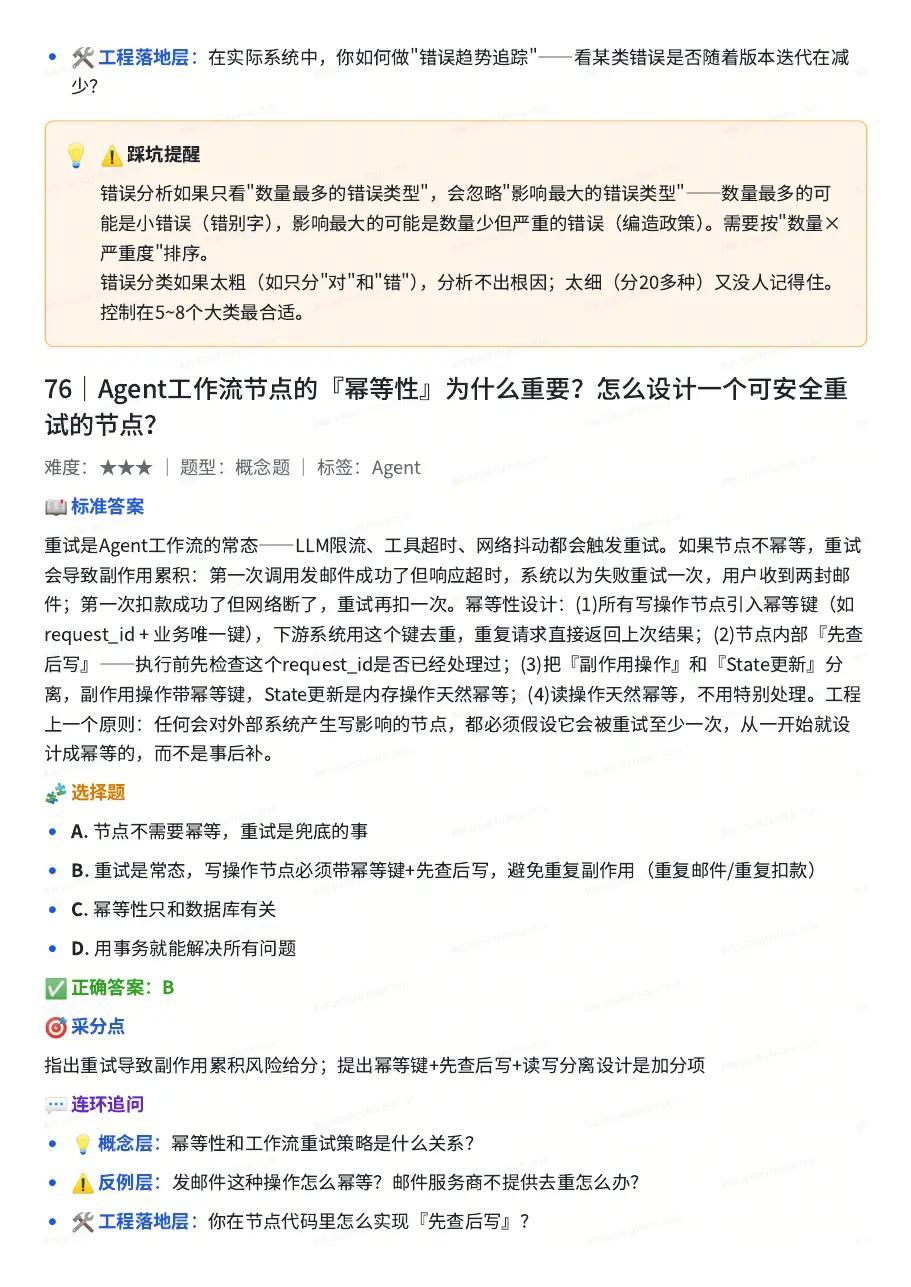 🛠️ 工程落地层：在实际系统中，你如何做"错误趋势追踪"——看某类错误是否随着版本迭代在减
少？
💡 ⚠️ 踩坑提醒
错误分析如果只看"数量最多的错误类型"，会忽略"影响最大的错误类型"——数量最多的可
能是小错误（错别字），影响最大的可能是数量少但严重的错误（编造政策）。需要按"数量×
严重度"排序。
错误分类如果太粗（如只分"对"和"错"），分析不出根因；太细（分20多种）又没人记得住。
控制在5~8个大类最合适。
76｜Agent工作流节点的『幂等性』为什么重要？怎么设计一个可安全重
试的节点？
难度：★★★ ｜ 题型：概念题 ｜ 标签：Agent
📖 标准答案
重试是Agent工作流的常态——LLM限流、工具超时、网络抖动都会触发重试。如果节点不幂等，重试
会导致副作用累积：第一次调用发邮件成功了但响应超时，系统以为失败重试一次，用户收到两封邮
件；第一次扣款成功了但网络断了，重试再扣一次。幂等性设计：(1)所有写操作节点引入幂等键（如
request_id + 业务唯一键），下游系统用这个键去重，重复请求直接返回上次结果；(2)节点内部『先查
后写』——执行前先检查这个request_id是否已经处理过；(3)把『副作用操作』和『State更新』分
离，副作用操作带幂等键，State更新是内存操作天然幂等；(4)读操作天然幂等，不用特别处理。工程
上一个原则：任何会对外部系统产生写影响的节点，都必须假设它会被重试至少一次，从一开始就设
计成幂等的，而不是事后补。
🧩 选择题
A. 节点不需要幂等，重试是兜底的事
B. 重试是常态，写操作节点必须带幂等键+先查后写，避免重复副作用（重复邮件/重复扣款）
C. 幂等性只和数据库有关
D. 用事务就能解决所有问题
✅ 正确答案：B
🎯 采分点
指出重试导致副作用累积风险给分；提出幂等键+先查后写+读写分离设计是加分项
💬 连环追问
💡 概念层：幂等性和工作流重试策略是什么关系？
⚠️ 反例层：发邮件这种操作怎么幂等？邮件服务商不提供去重怎么办？
🛠️ 工程落地层：你在节点代码里怎么实现『先查后写』？